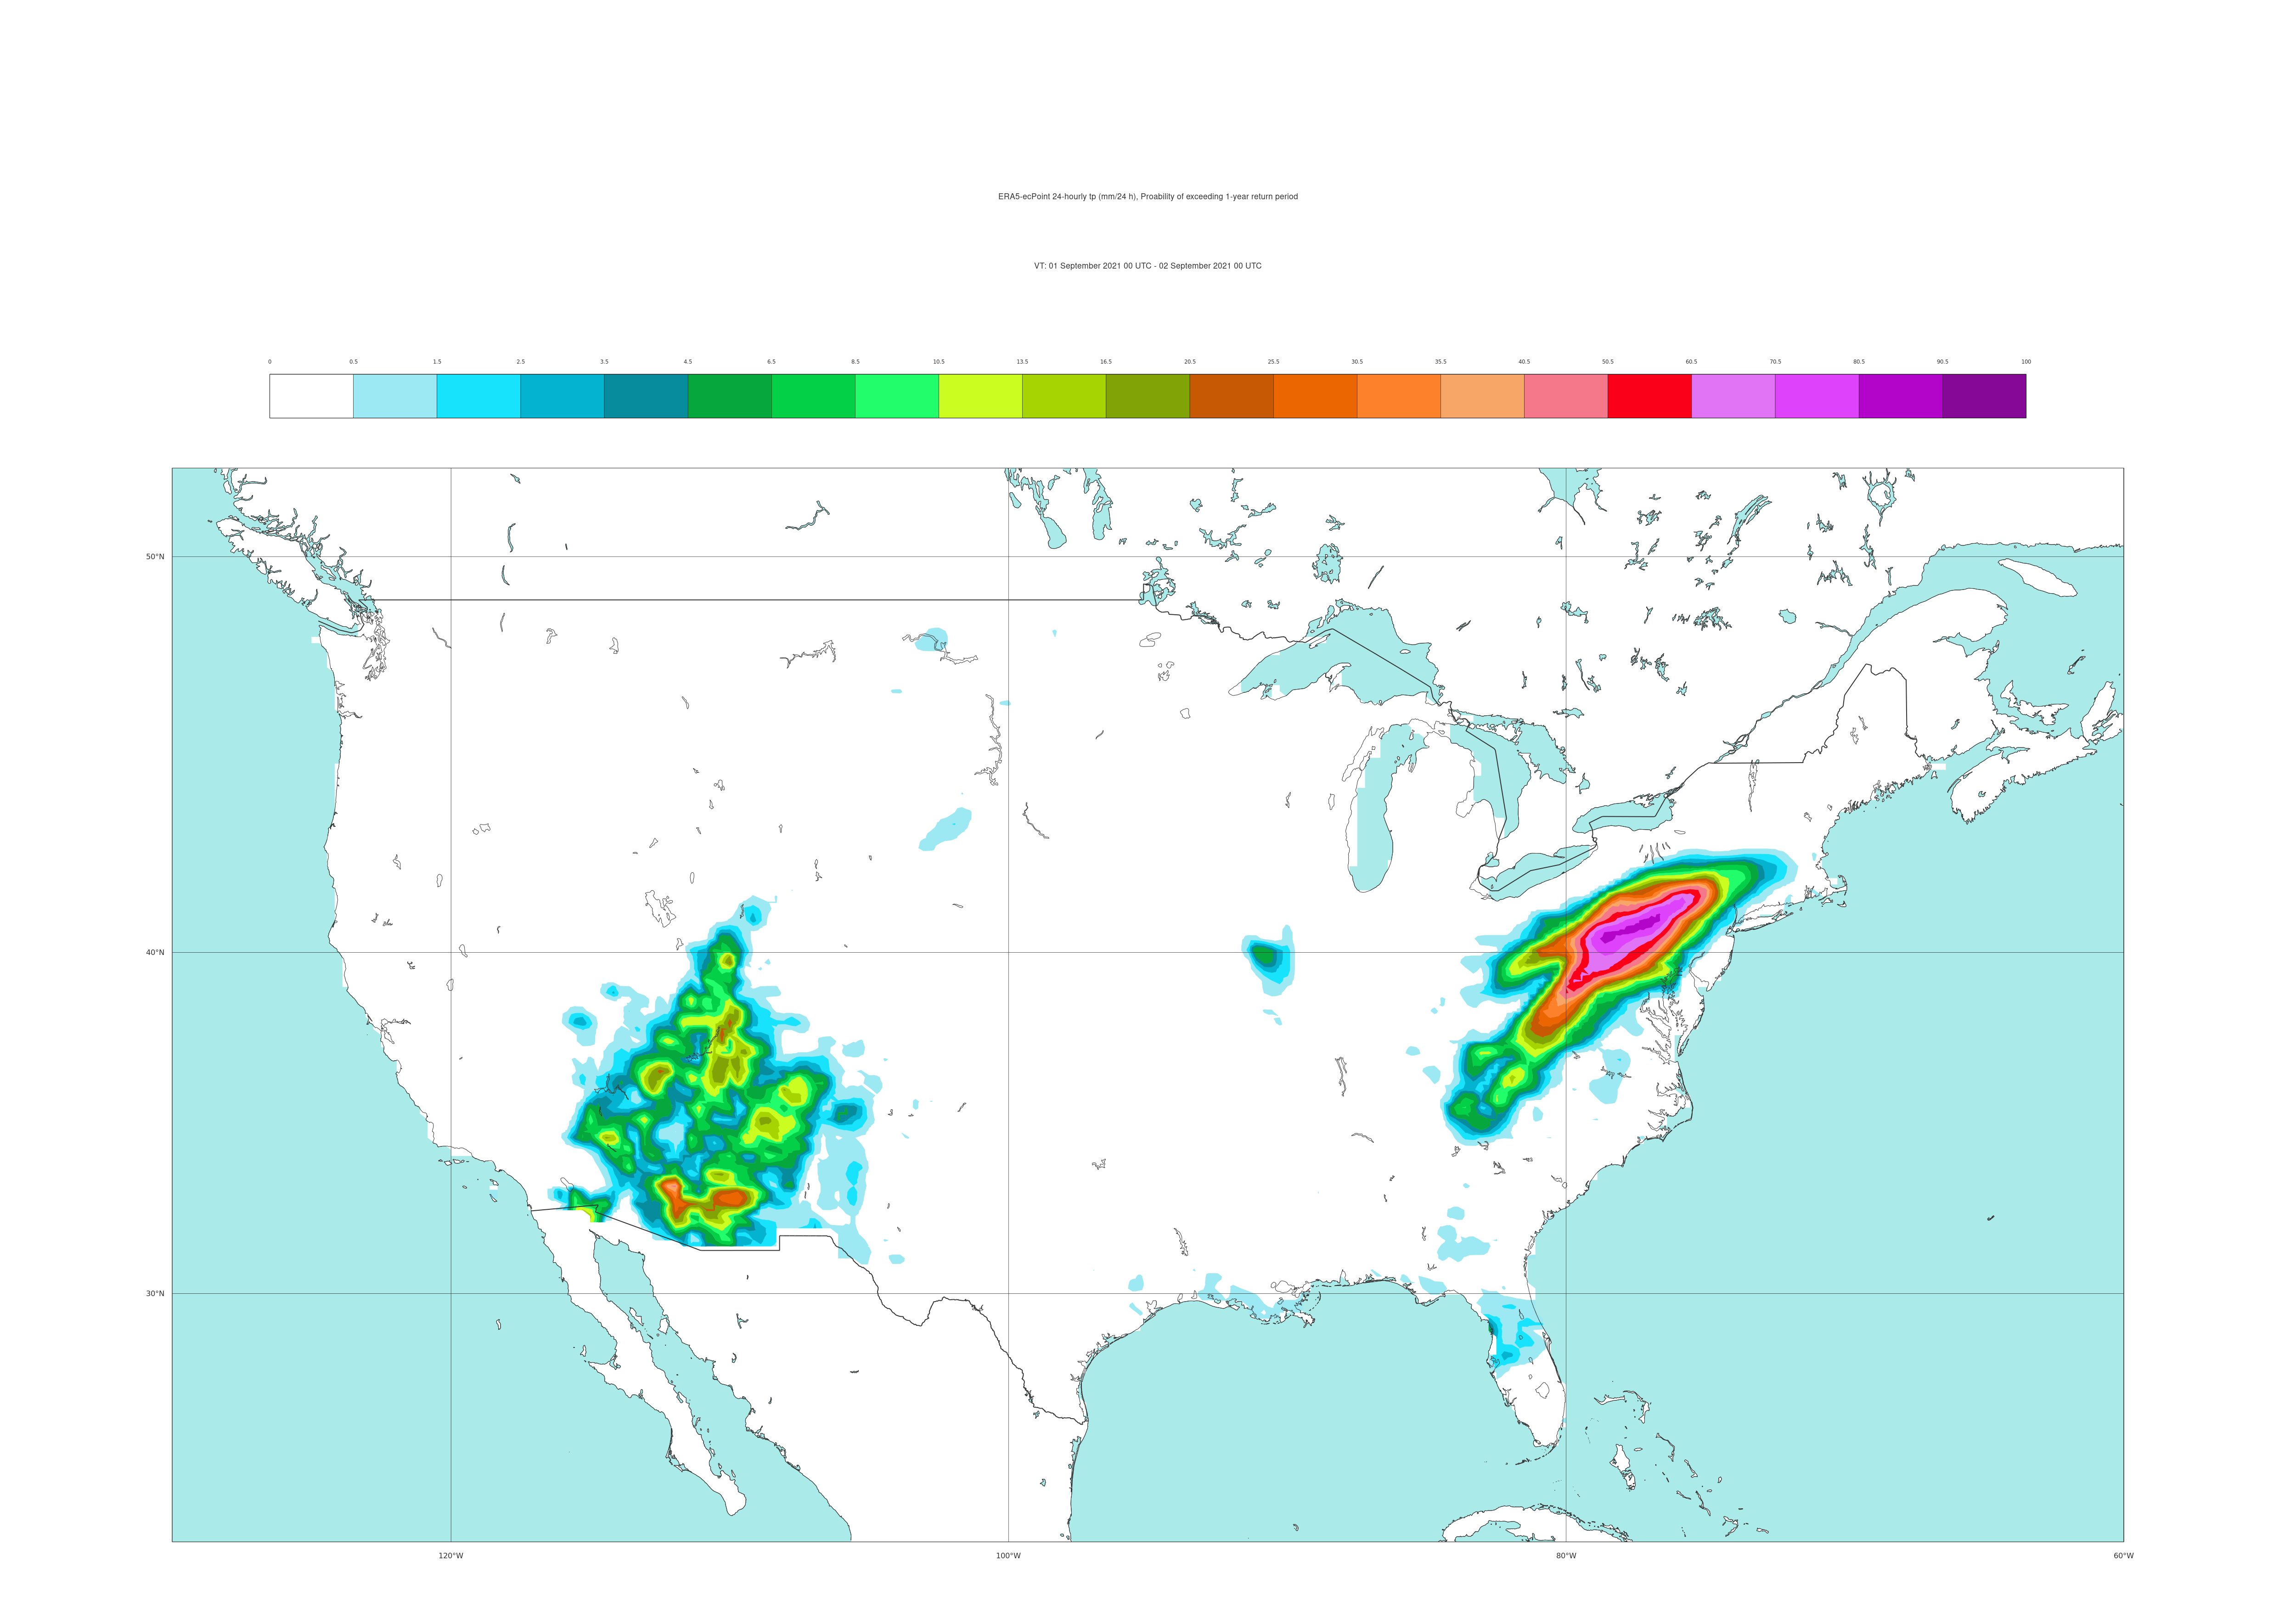 ERA5-ecPoint 24-hourly tp (mm/24 h), Proability of exceeding 1-year return period
VT: 01 September 2021 00 UTC - 02 September 2021 00 UTC
0 0.5 1.5 2.5 3.5 4.5 6.5 8.5 10.5 13.5 16.5 20.5 25.5 30.5 35.5 40.5 50.5 60.5 70.5 80.5 90.5 100
50°N
40°N
30°N
120°W 100°W 80°W 60°W